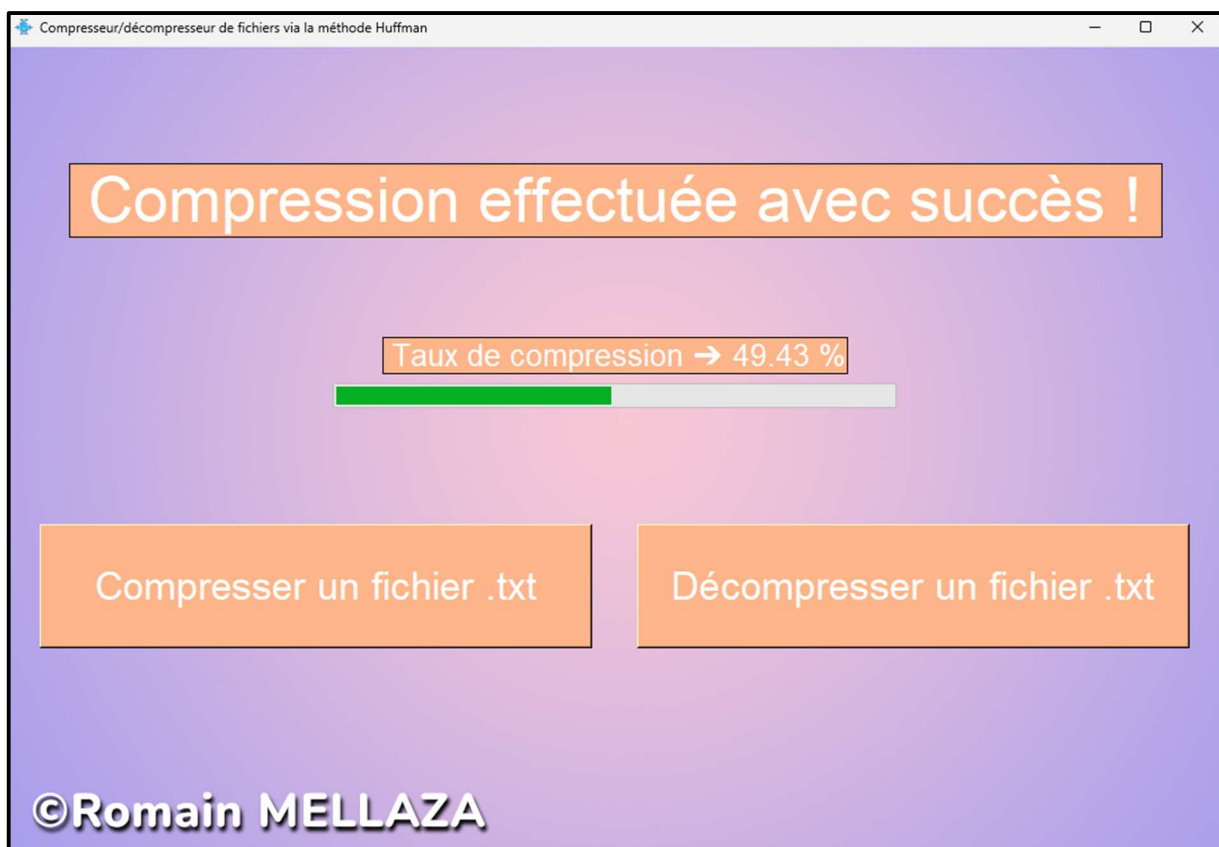 Compresseur/décompresseur de fichiers via la méthode Huffman
Compression effectuée avec succès !
Taux de compression ➔ 49.43 %
Compresser un fichier .txt
Décompresser un fichier .txt
©Romain MELLAZA